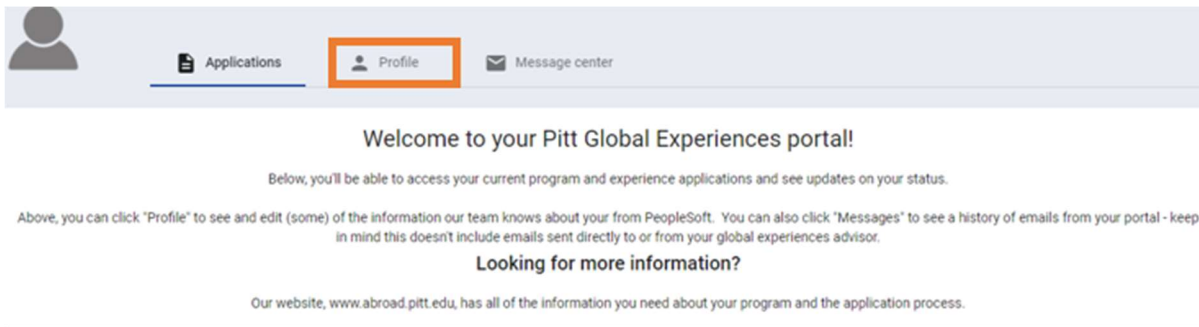 Applications Profile Message center
Welcome to your Pitt Global Experiences portal!
Below, you'll be able to access your current program and experience applications and see updates on your status.
Above, you can click "Profile" to see and edit (some) of the information our team knows about your from PeopleSoft. You can also click "Messages" to see a history of emails from your portal - keep
in mind this doesn't include emails sent directly to or from your global experiences advisor.
Looking for more information?
Our website, www.abroad.pitt.edu, has all of the information you need about your program and the application process.